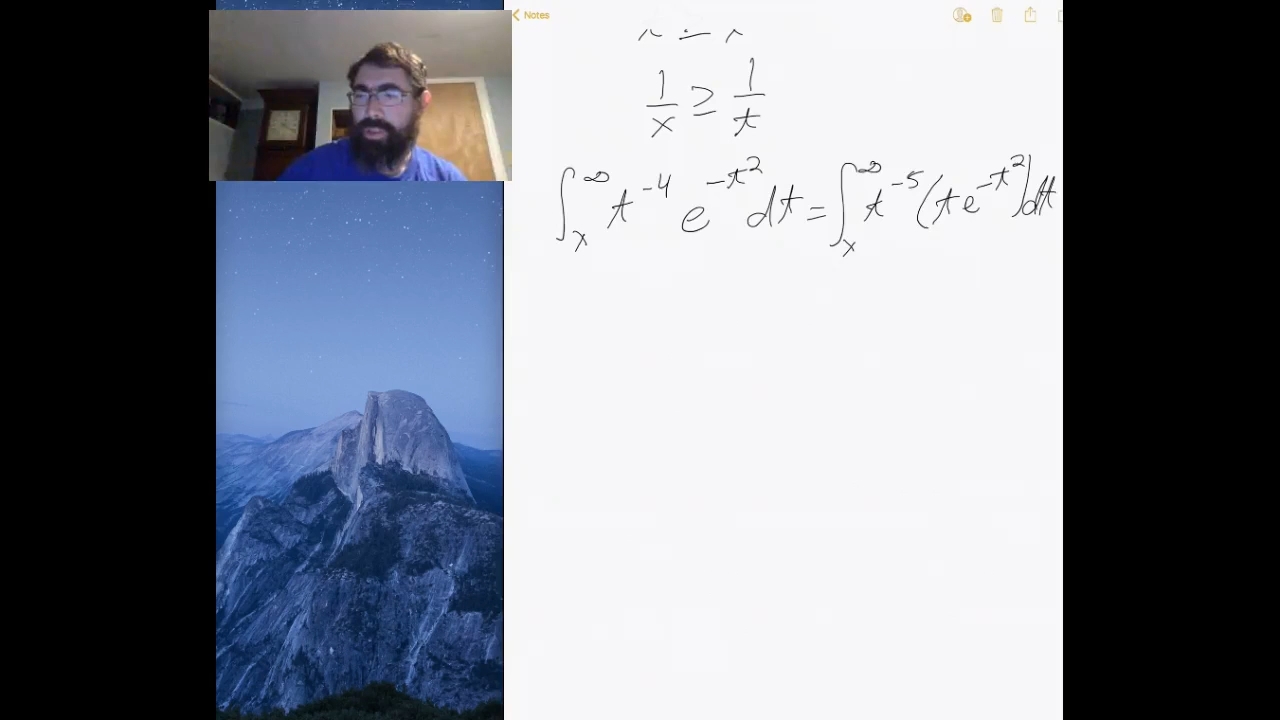 Notes
1/x ≥ 1/t
∫_x^∞ t^{-4} e^{-t^2} dt = ∫_x^∞ t^{-5} (t e^{-t^2}) dt